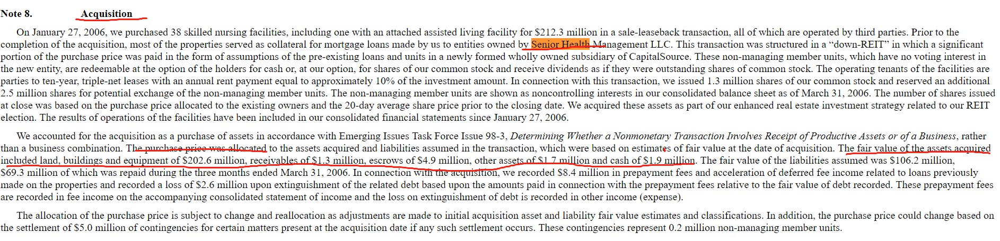 Note 8. Acquisition
On January 27, 2006, we purchased 38 skilled nursing facilities, including one with an attached assisted living facility for $212.3 million in a sale-leaseback transaction, all of which are operated by third parties. Prior to the
completion of the acquisition, most of the properties served as collateral for mortgage loans made by us to entities owned by Senior Health Management LLC. This transaction was structured in a “down-REIT” in which a significant
portion of the purchase price was paid in the form of assumptions of the pre-existing loans and units in a newly formed wholly owned subsidiary of CapitalSource. These non-managing member units, which have no voting interest in
the new entity, are redeemable at the option of the holders for cash or, at our option, for shares of our common stock and receive dividends as if they were outstanding shares of common stock. The operating tenants of the facilities are
parties to ten-year, triple-net leases with an annual rent payment equal to approximately 10% of the investment amount. In connection with this transaction, we issued 1.3 million shares of our common stock and reserved an additional
2.5 million shares for potential exchange of the non-managing member units. The non-managing member units are shown as noncontrolling interests in our consolidated balance sheet as of March 31, 2006. The number of shares issued
at close was based on the purchase price allocated to the existing owners and the 20-day average share price prior to the closing date. We acquired these assets as part of our enhanced real estate investment strategy related to our REIT
election. The results of operations of the facilities have been included in our consolidated financial statements since January 27, 2006.
We accounted for the acquisition as a purchase of assets in accordance with Emerging Issues Task Force Issue 98-3, Determining Whether a Nonmonetary Transaction Involves Receipt of Productive Assets or of a Business, rather
than a business combination. The purchase price was allocated to the assets acquired and liabilities assumed in the transaction, which were based on estimates of fair value at the date of acquisition. The fair value of the assets acquired
included land, buildings and equipment of $202.6 million, receivables of $1.3 million, escrows of $4.9 million, other assets of $1.7 million and cash of $1.9 million. The fair value of the liabilities assumed was $106.2 million,
$69.3 million of which was repaid during the three months ended March 31, 2006. In connection with the acquisition, we recorded $8.4 million in prepayment fees and acceleration of deferred fee income related to loans previously
made on the properties and recorded a loss of $2.6 million upon extinguishment of the related debt based upon the amounts paid in connection with the prepayment fees relative to the fair value of debt recorded. These prepayment fees
are recorded in fee income on the accompanying consolidated statement of income and the loss on extinguishment of debt is recorded in other income (expense).
The allocation of the purchase price is subject to change and reallocation as adjustments are made to initial acquisition asset and liability fair value estimates and classifications. In addition, the purchase price could change based on
the settlement of $5.0 million of contingencies for certain matters present at the acquisition date if any such settlement occurs. These contingencies represent 0.2 million non-managing member units.